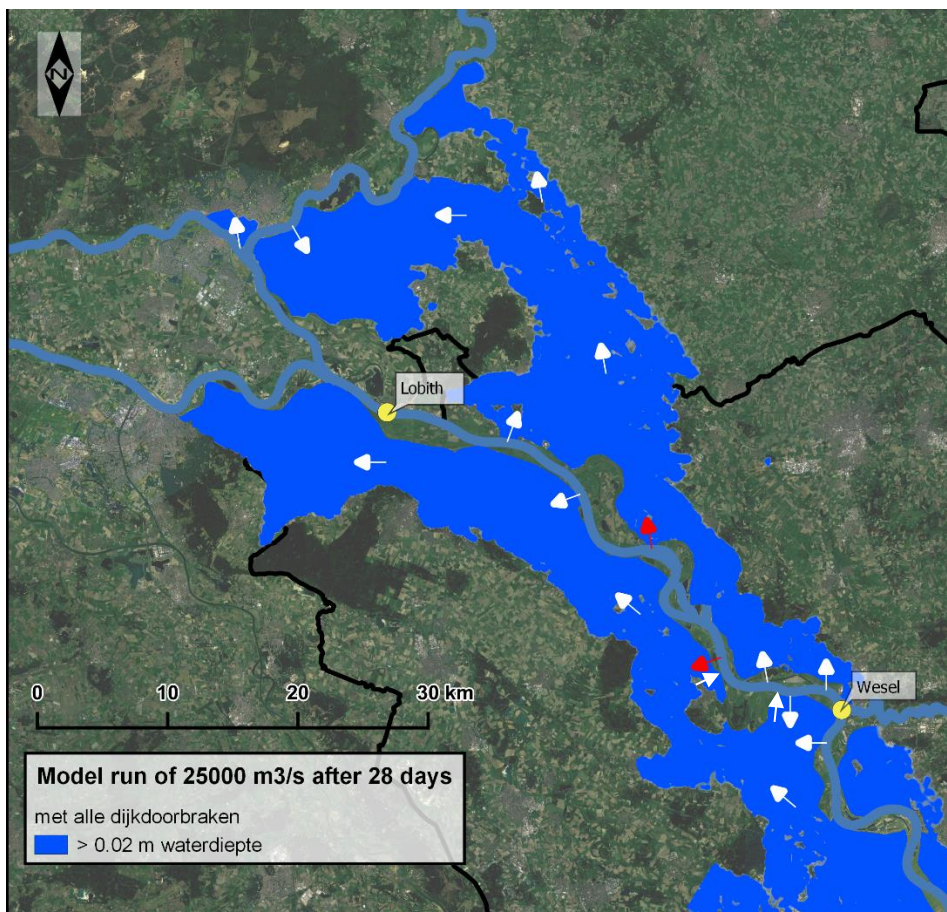 N
Lobith
Wesel
0 10 20 30 km
Model run of 25000 m3/s after 28 days
met alle dijkdoorbraken
> 0.02 m waterdiepte